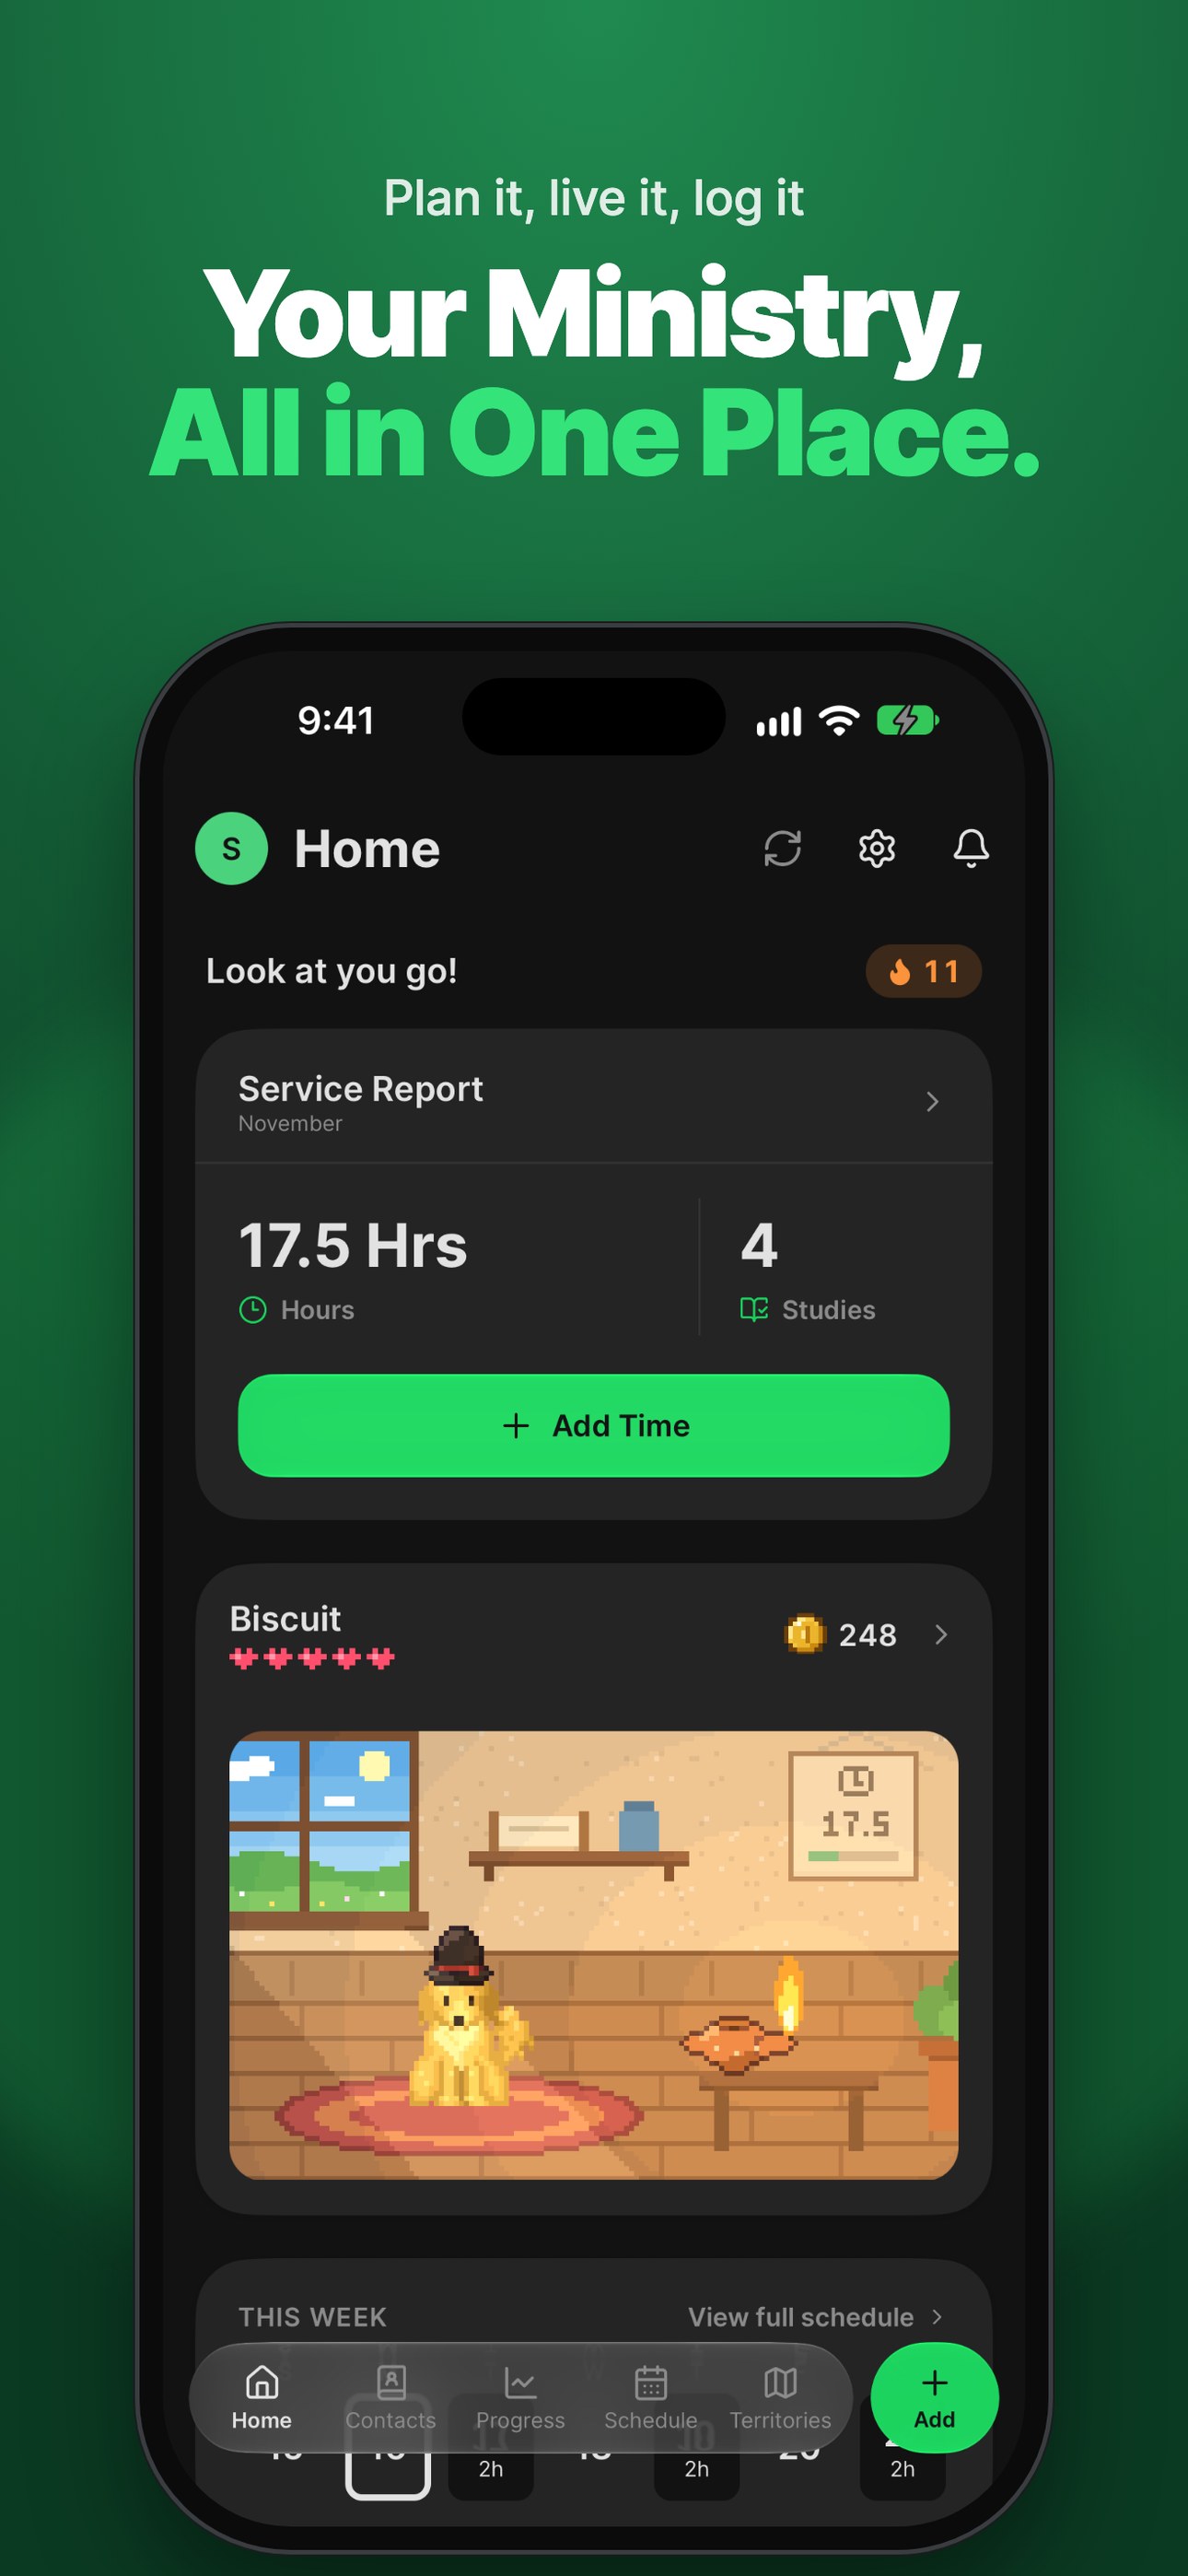 Plan it, live it, log it
Your Ministry,
All in One Place.
9:41
S Home
Look at you go!
11
Service Report
November
17.5 Hrs
Hours
4
Studies
+ Add Time
Biscuit
248
17.5
THIS WEEK
View full schedule
Home
Contacts
Progress
Schedule
Territories
Add
2h
2h
2h